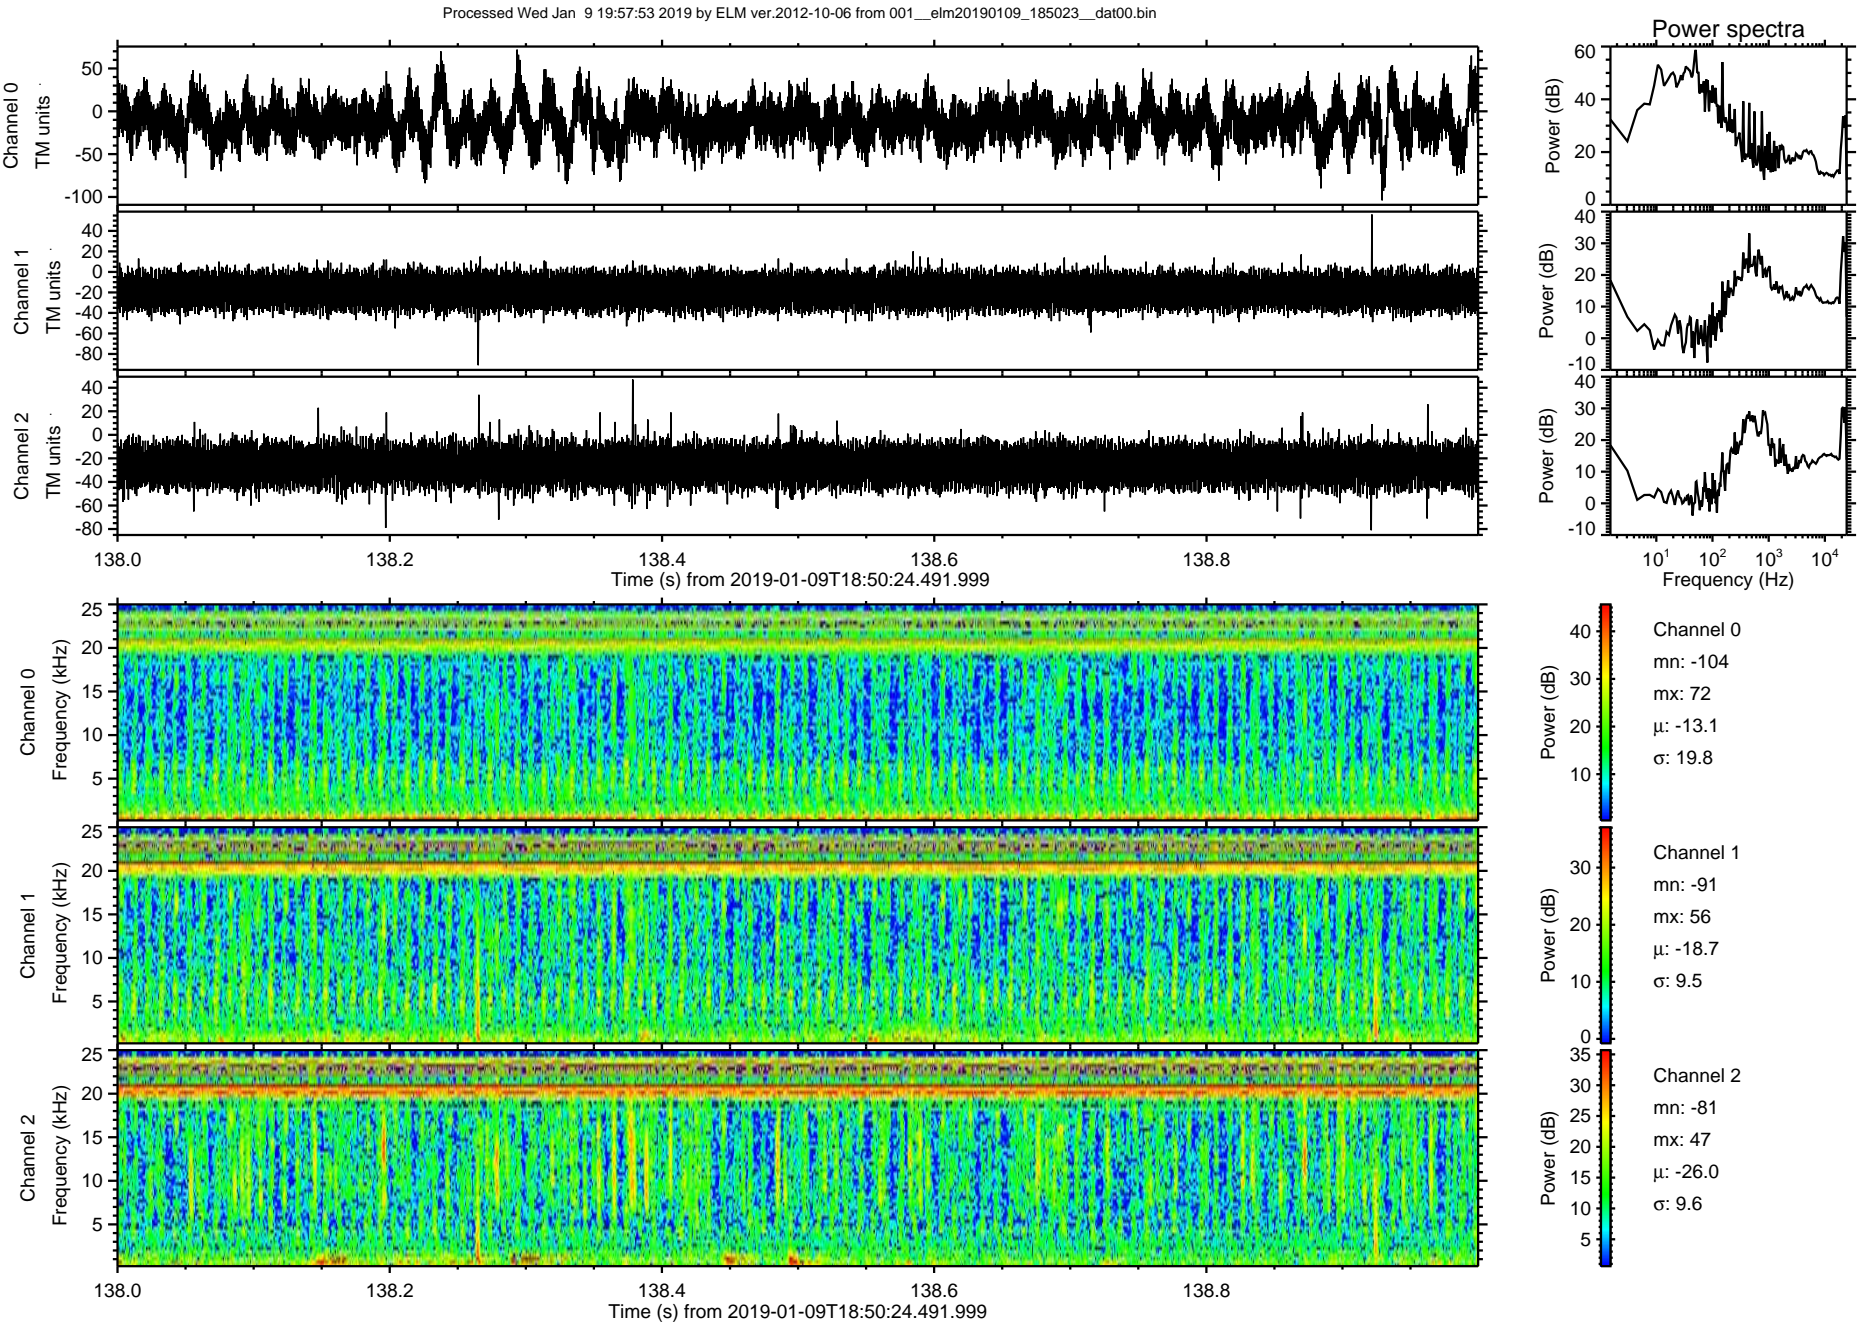 Processed Wed Jan  9 19:57:53 2019 by ELM ver.2012-10-06 from 001__elm20190109_185023__dat00.bin
Power spectra
Channel 0
TM units
50
0
-50
-100
Power (dB)
60
40
20
0
Channel 1
TM units
40
20
0
-20
-40
-60
-80
Power (dB)
40
30
20
10
0
-10
Channel 2
TM units
40
20
0
-20
-40
-60
-80
Power (dB)
40
30
20
10
0
-10
138.0 138.2 138.4 138.6 138.8
Time (s) from 2019-01-09T18:50:24.491.999
10¹ 10² 10³ 10⁴
Frequency (Hz)
Channel 0
Frequency (kHz)
25
20
15
10
5
Power (dB)
40
30
20
10
Channel 0
mn: -104
mx: 72
µ: -13.1
σ: 19.8
Channel 1
Frequency (kHz)
25
20
15
10
5
Power (dB)
30
20
10
0
Channel 1
mn: -91
mx: 56
µ: -18.7
σ: 9.5
Channel 2
Frequency (kHz)
25
20
15
10
5
Power (dB)
35
30
25
20
15
10
5
Channel 2
mn: -81
mx: 47
µ: -26.0
σ: 9.6
138.0 138.2 138.4 138.6 138.8
Time (s) from 2019-01-09T18:50:24.491.999